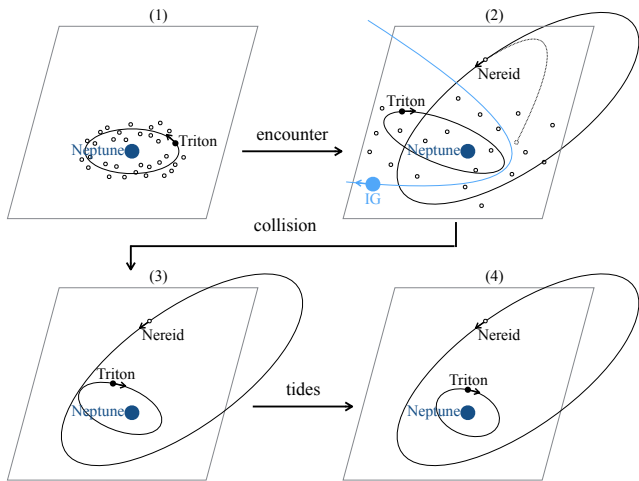 (1)
Triton
Neptune
encounter
(2)
Nereid
Triton
Neptune
IG
collision
(3)
Nereid
Triton
Neptune
tides
(4)
Nereid
Triton
Neptune